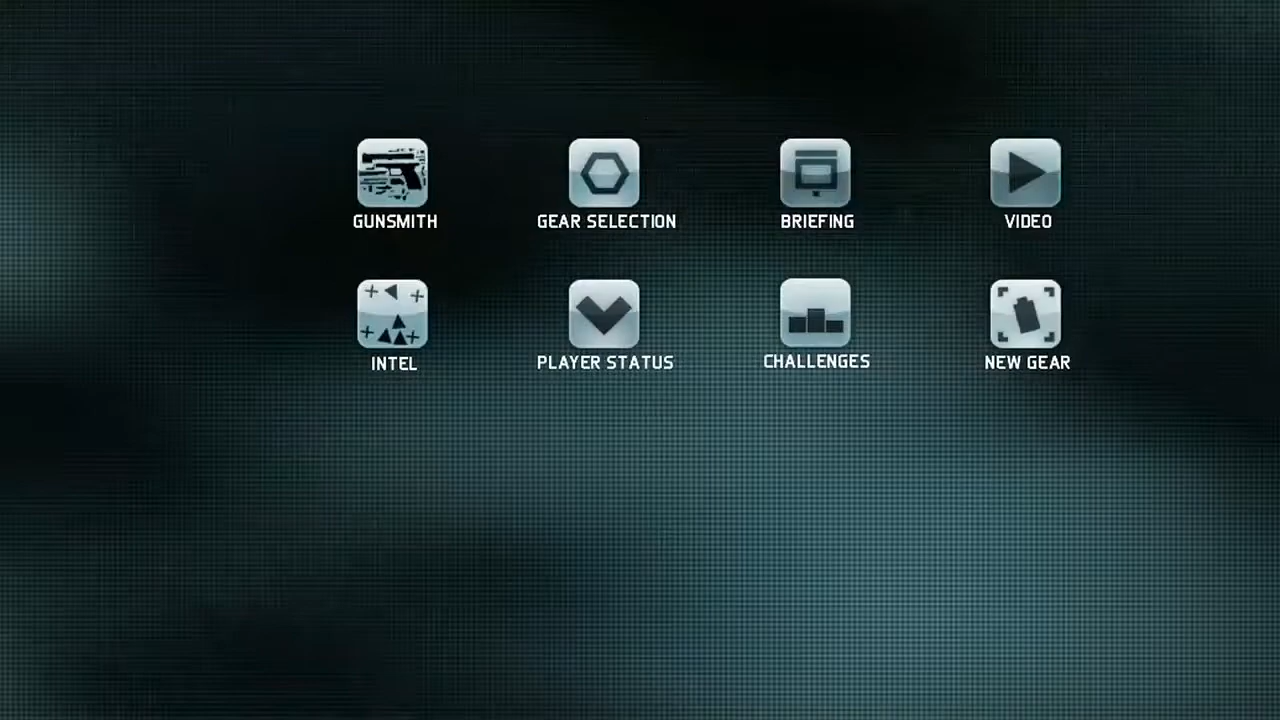 GUNSMITH
GEAR SELECTION
BRIEFING
VIDEO
INTEL
PLAYER STATUS
CHALLENGES
NEW GEAR